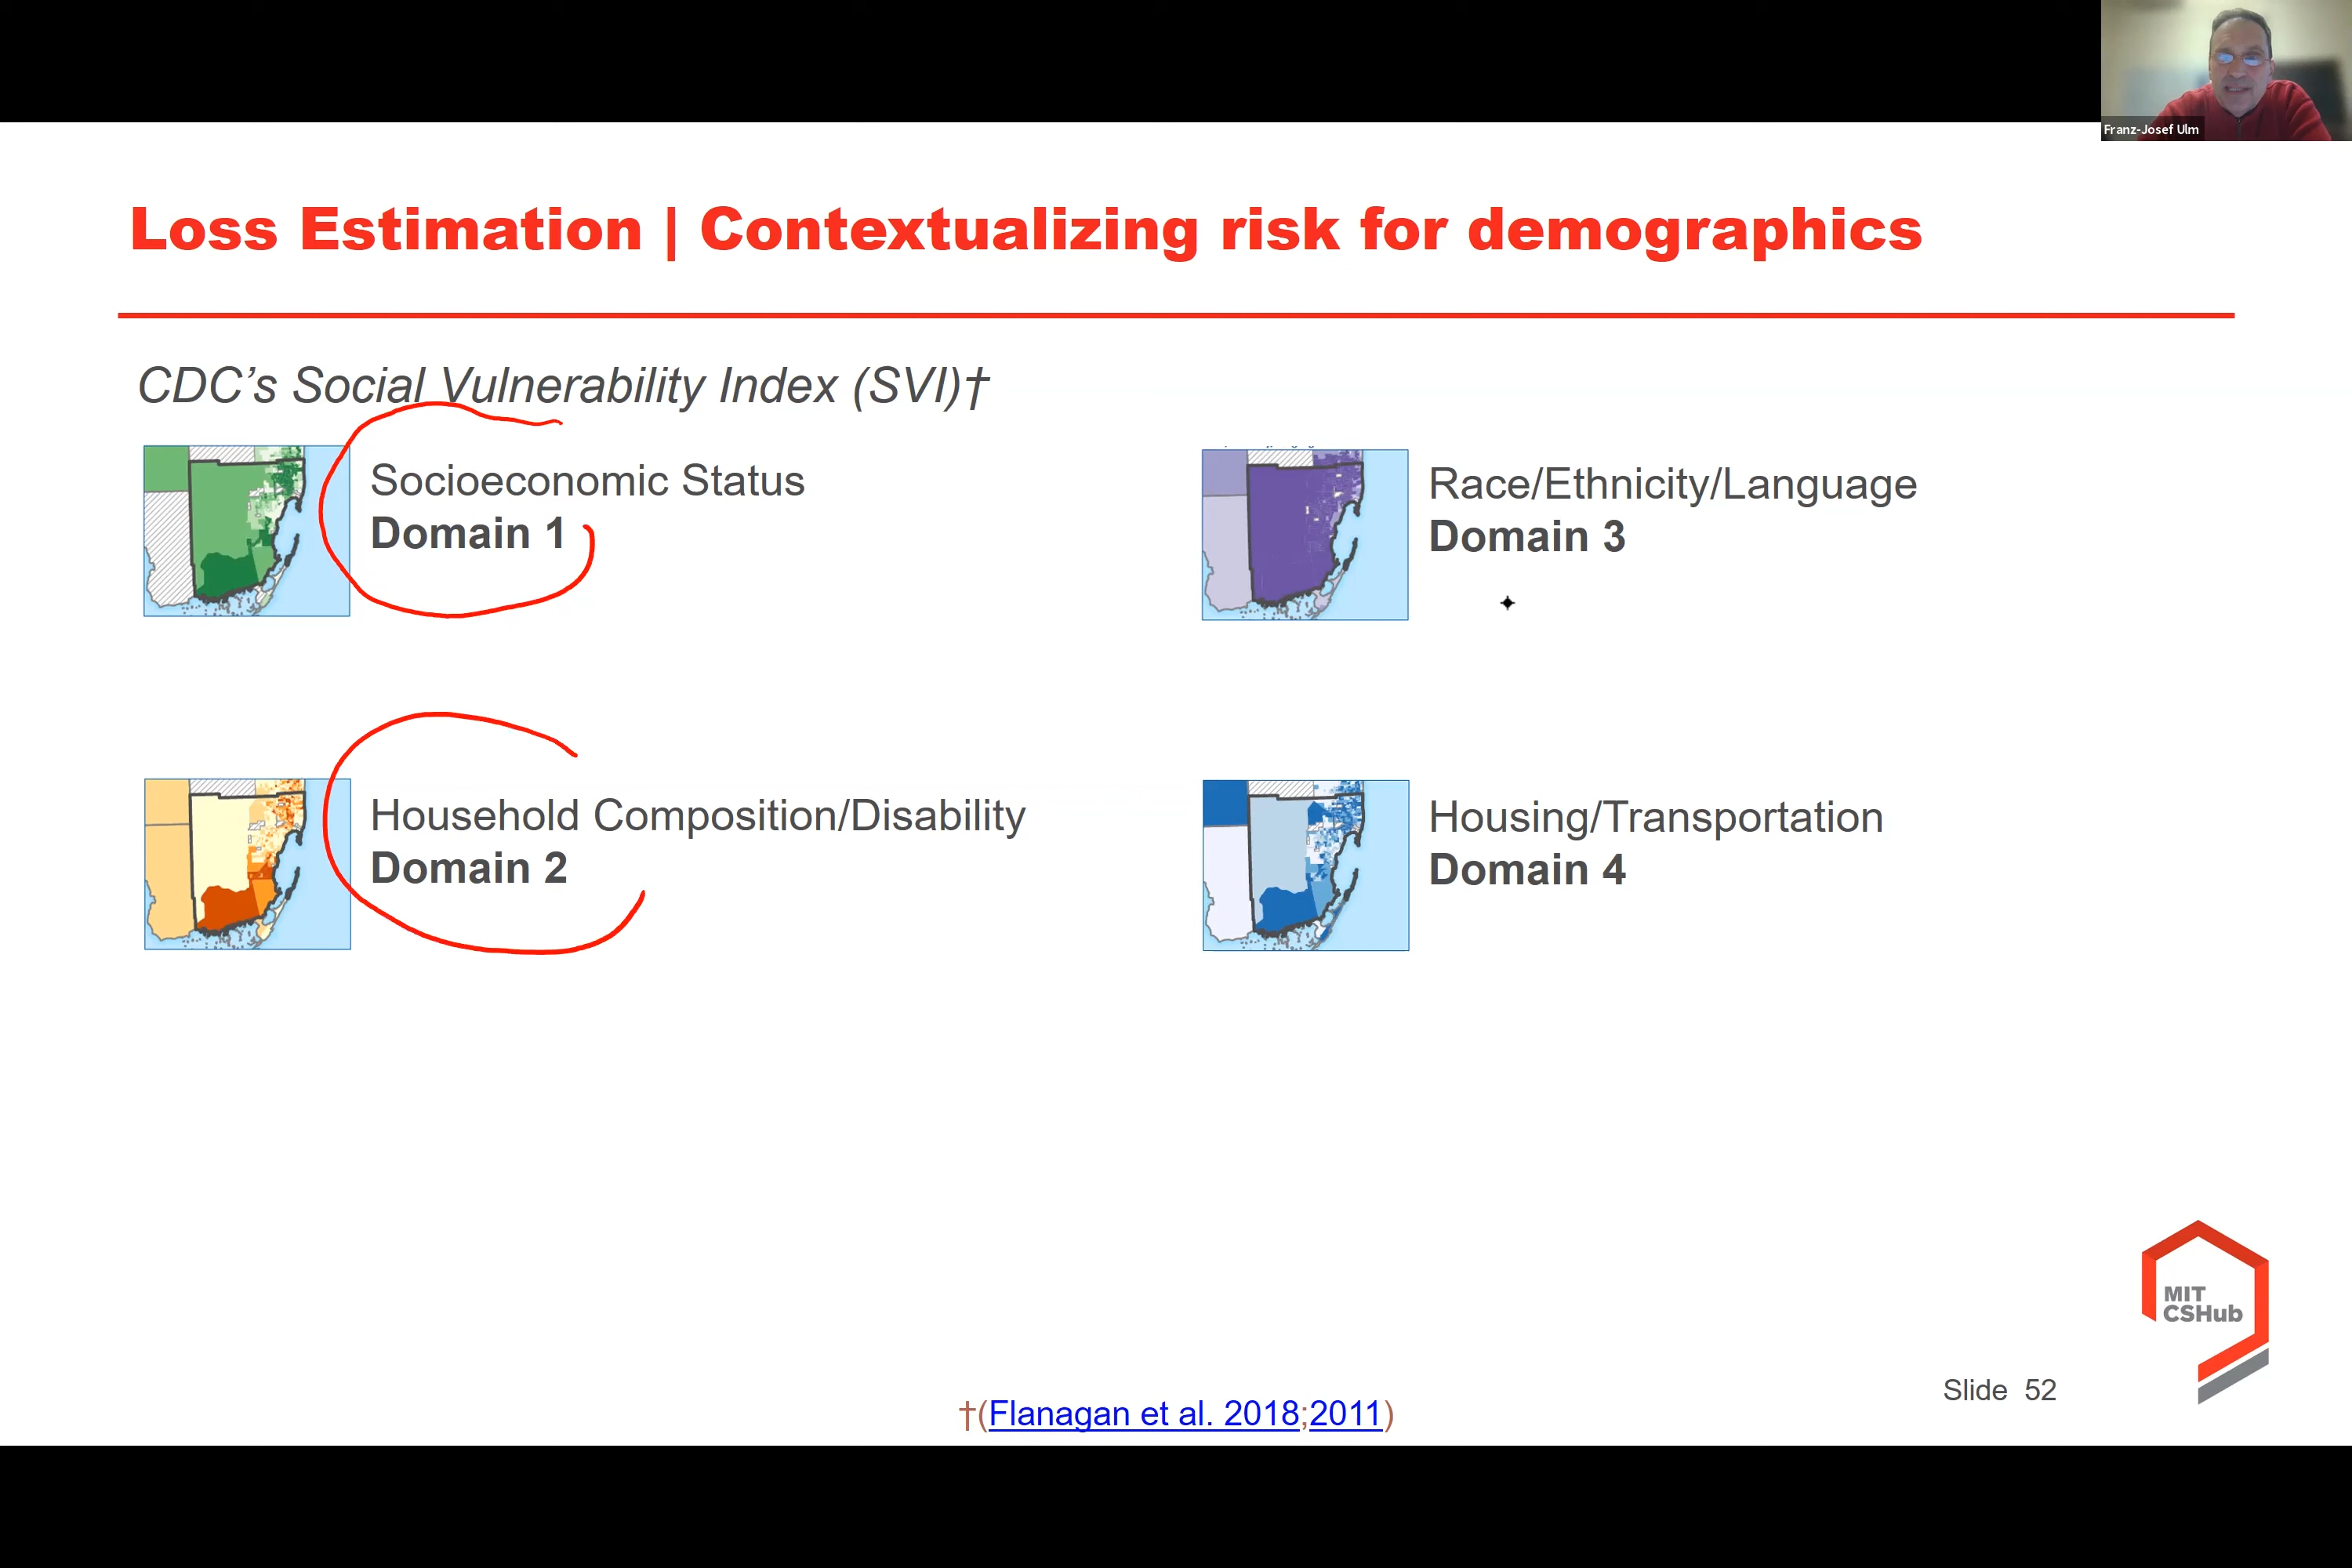 Franz-Josef Ulm
Loss Estimation | Contextualizing risk for demographics
CDC’s Social Vulnerability Index (SVI)†
Socioeconomic Status
Domain 1
Race/Ethnicity/Language
Domain 3
Household Composition/Disability
Domain 2
Housing/Transportation
Domain 4
MIT
CSHub
Slide 52
†(Flanagan et al. 2018;2011)